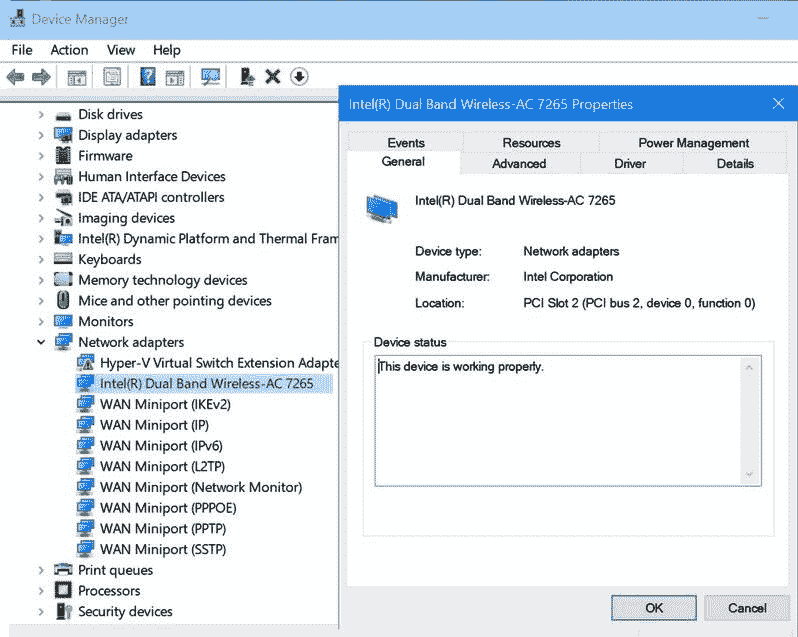 Device Manager
File Action View Help
Disk drives
Display adapters
Firmware
Human Interface Devices
IDE ATA/ATAPI controllers
Imaging devices
Intel(R) Dynamic Platform and Thermal Fram
Keyboards
Memory technology devices
Mice and other pointing devices
Monitors
Network adapters
Hyper-V Virtual Switch Extension Adapte
Intel(R) Dual Band Wireless-AC 7265
WAN Miniport (IKEv2)
WAN Miniport (IP)
WAN Miniport (IPv6)
WAN Miniport (L2TP)
WAN Miniport (Network Monitor)
WAN Miniport (PPPOE)
WAN Miniport (PPTP)
WAN Miniport (SSTP)
Print queues
Processors
Security devices
Intel(R) Dual Band Wireless-AC 7265 Properties
Events Resources Power Management
General Advanced Driver Details
Intel(R) Dual Band Wireless-AC 7265
Device type: Network adapters
Manufacturer: Intel Corporation
Location: PCI Slot 2 (PCI bus 2, device 0, function 0)
Device status
This device is working properly.
OK Cancel